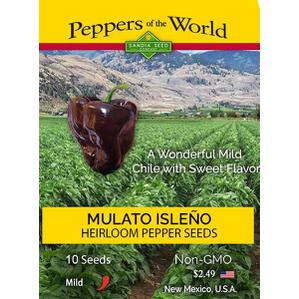 Peppers of the World
SANDIA SEED
COMPANY
A Wonderful Mild
Chile with Sweet Flavor
MULATO ISLEÑO
HEIRLOOM PEPPER SEEDS
10 Seeds
Non-GMO
$2.49
Mild
New Mexico, U.S.A.